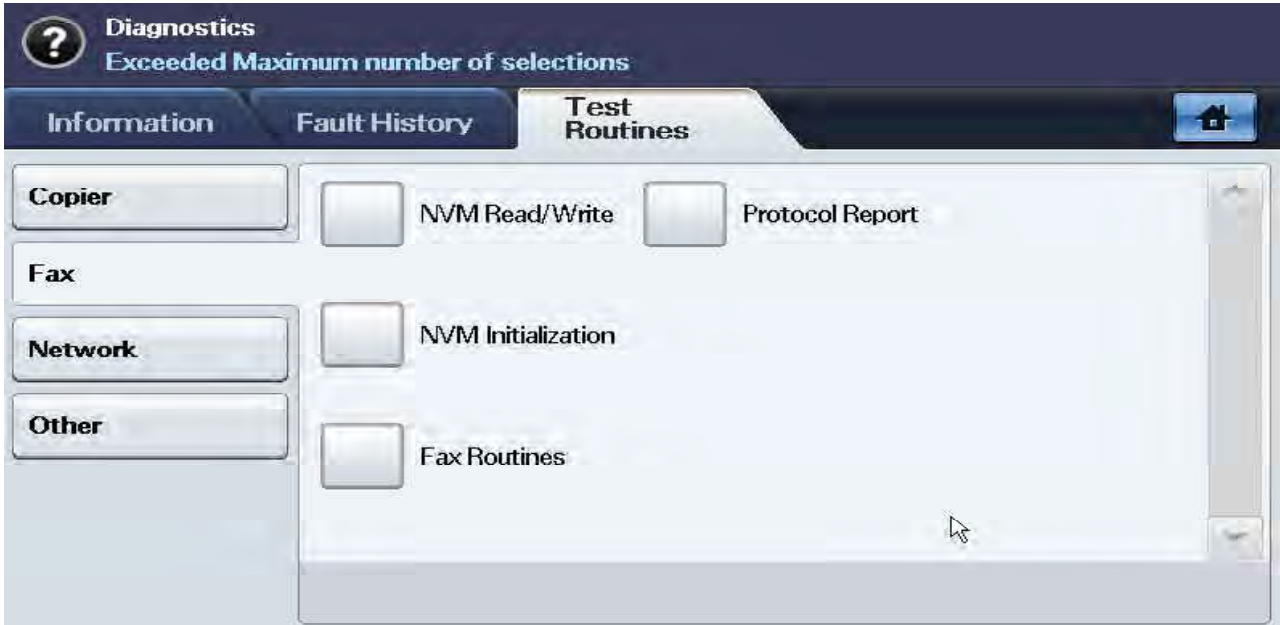 ?
Diagnostics
Exceeded Maximum number of selections
Information
Fault History
Test
Routines
Copier
Fax
Network
Other
NVM Read/Write
Protocol Report
NVM Initialization
Fax Routines